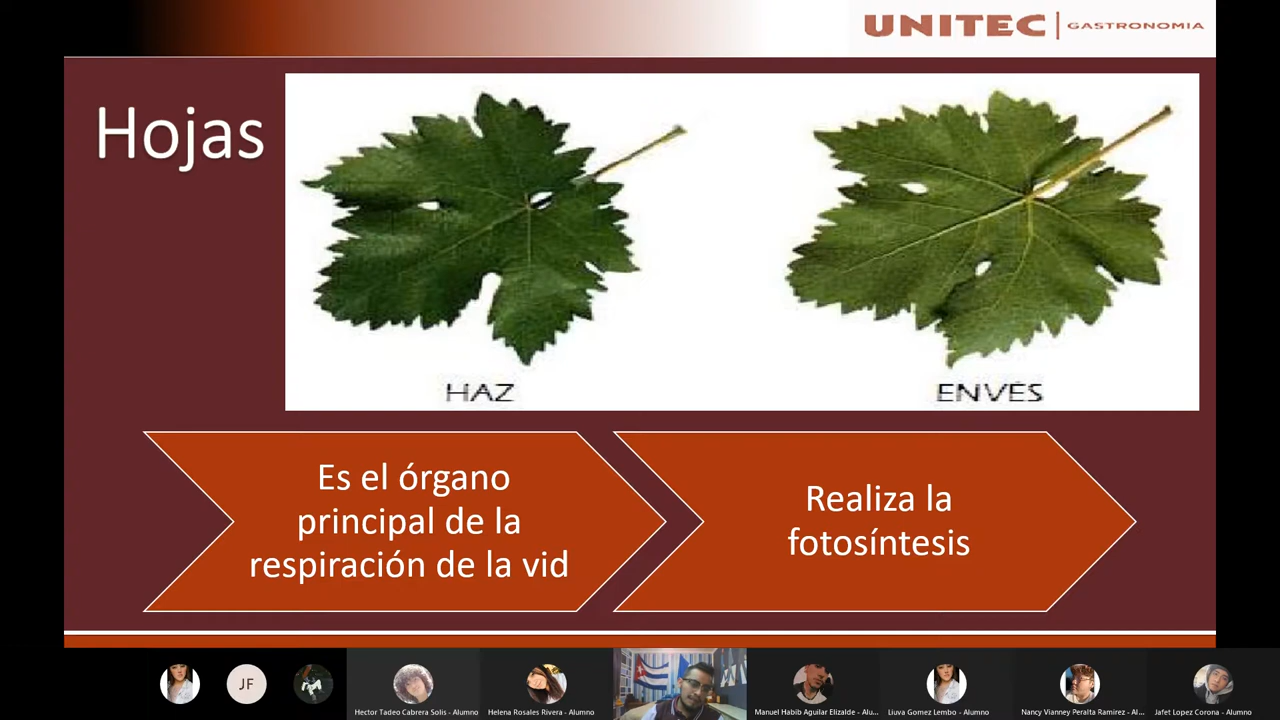 UNITEC | GASTRONOMIA
Hojas
HAZ
ENVES
Es el órgano
principal de la
respiración de la vid
Realiza la
fotosíntesis
JF
Hector Tadeo Cabrera Solis - Alumno
Helena Rosales Rivera - Alumno
Manuel Habib Aguilar Elizalde - Alu...
Liuva Gomez Lembo - Alumno
Nancy Vianney Peralta Ramirez - Al...
Jafet Lopez Corona - Alumno